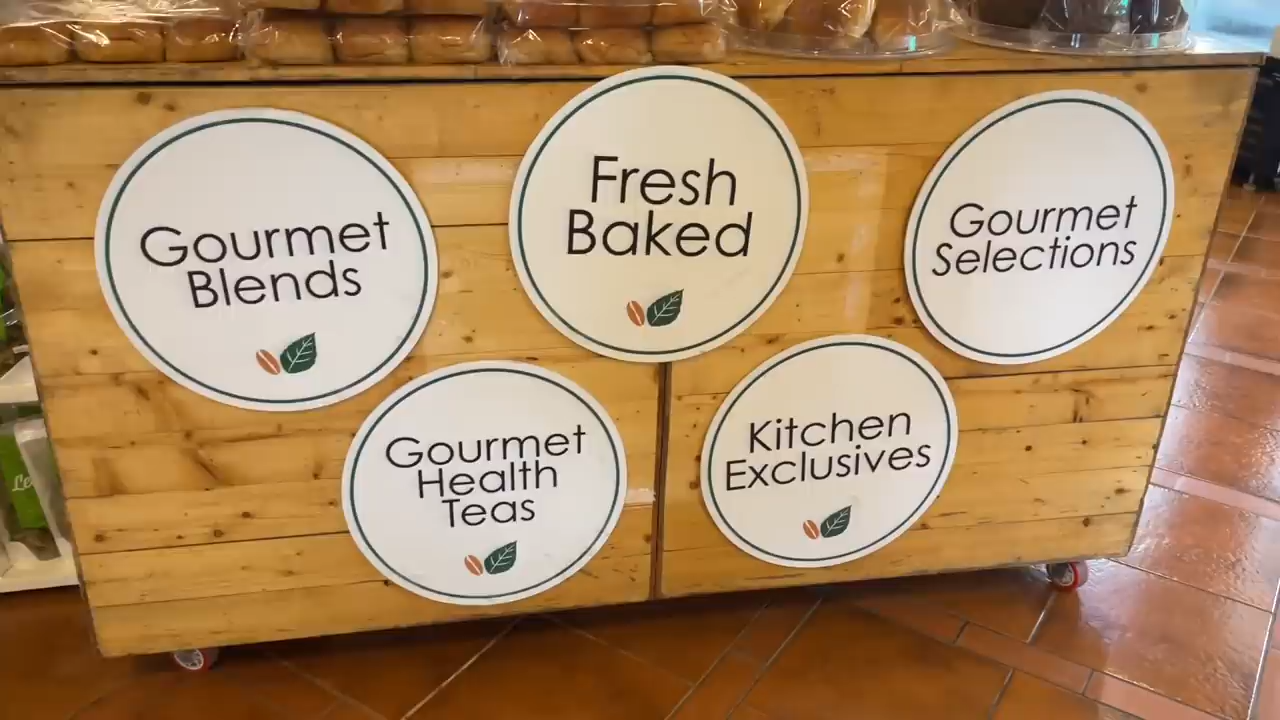 Gourmet
Blends
Fresh
Baked
Gourmet
Selections
Gourmet
Health
Teas
Kitchen
Exclusives